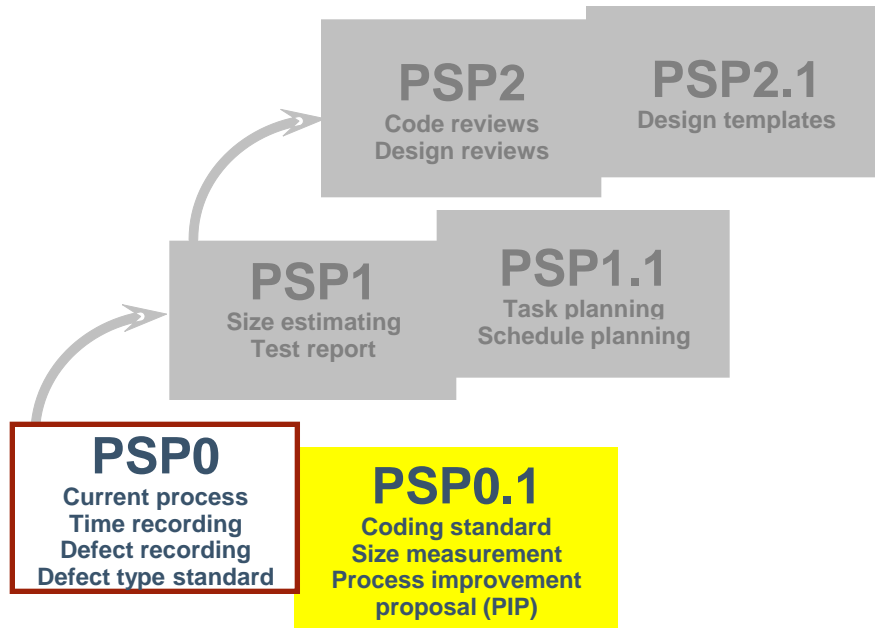 PSP2
Code reviews
Design reviews
PSP2.1
Design templates
PSP1
Size estimating
Test report
PSP1.1
Task planning
Schedule planning
PSP0
Current process
Time recording
Defect recording
Defect type standard
PSP0.1
Coding standard
Size measurement
Process improvement
proposal (PIP)